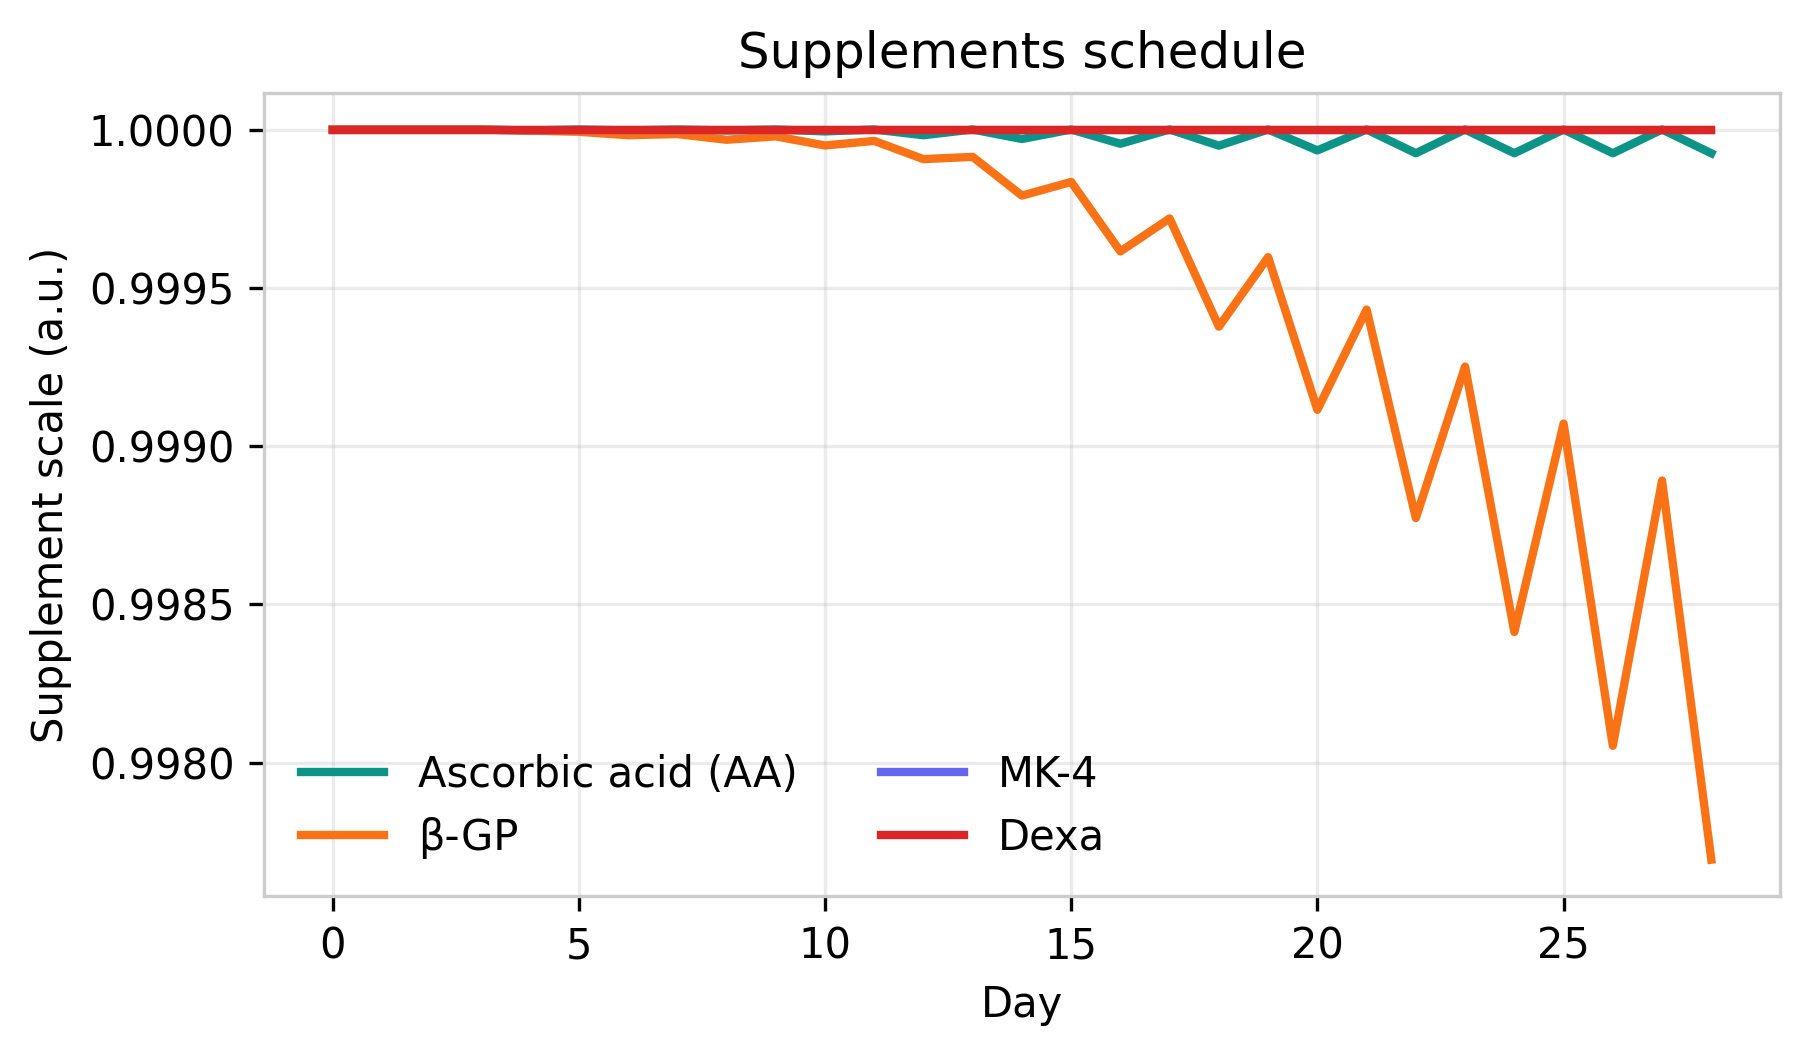 Supplements schedule
Supplement scale (a.u.)
1.0000
0.9995
0.9990
0.9985
0.9980
Ascorbic acid (AA)
β-GP
MK-4
Dexa
0 5 10 15 20 25
Day